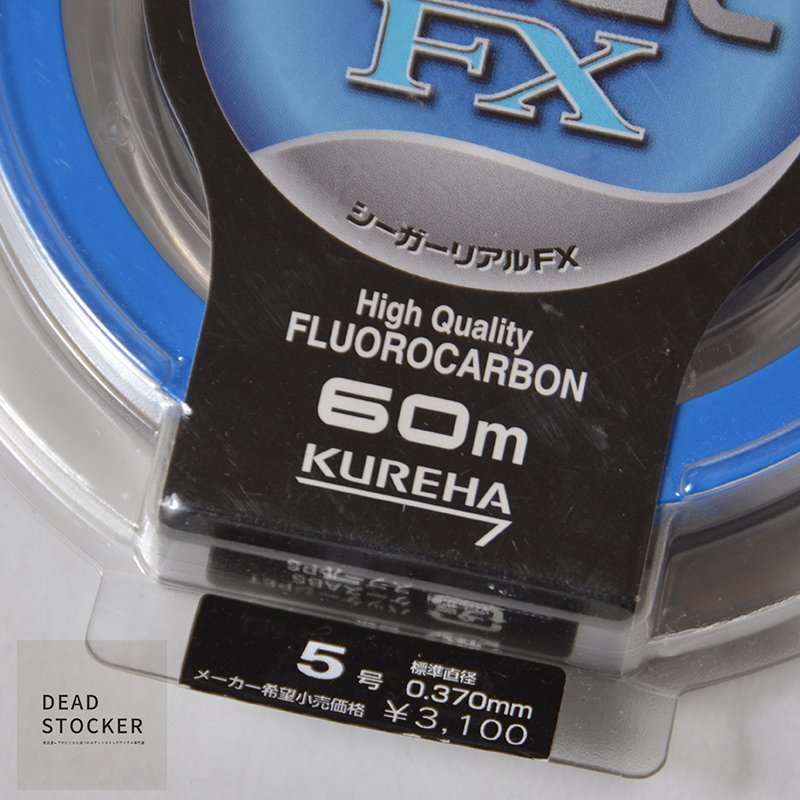 FX
シーガーリアルFX
High Quality
FLUOROCARBON
60m
KUREHA
5号 標準直径
0.370mm
メーカー希望小売価格 ¥3,100
DEAD
STOCKER